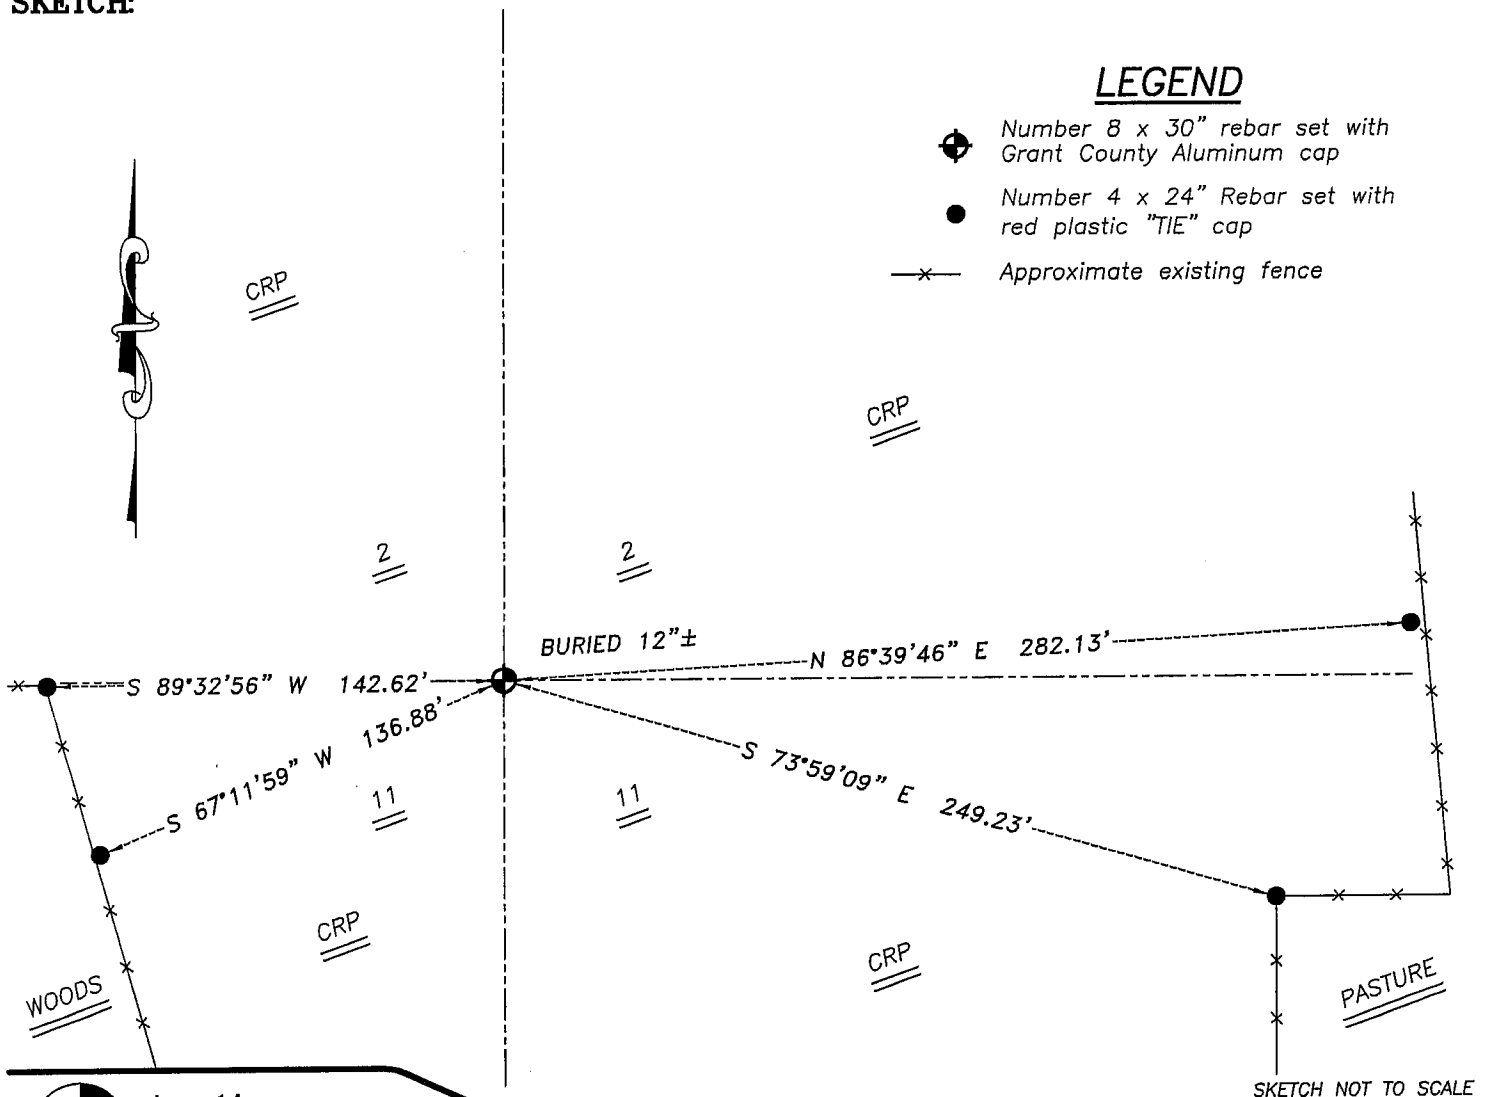 SKETCH:
LEGEND
Number 8 x 30" rebar set with
Grant County Aluminum cap
Number 4 x 24" Rebar set with
red plastic "TIE" cap
Approximate existing fence
CRP
CRP
2
2
BURIED 12"±
N 86°39'46" E 282.13'
S 89°32'56" W 142.62'
S 67°11'59" W 136.88'
S 73°59'09" E 249.23'
11
11
CRP
CRP
WOODS
PASTURE
SKETCH NOT TO SCALE